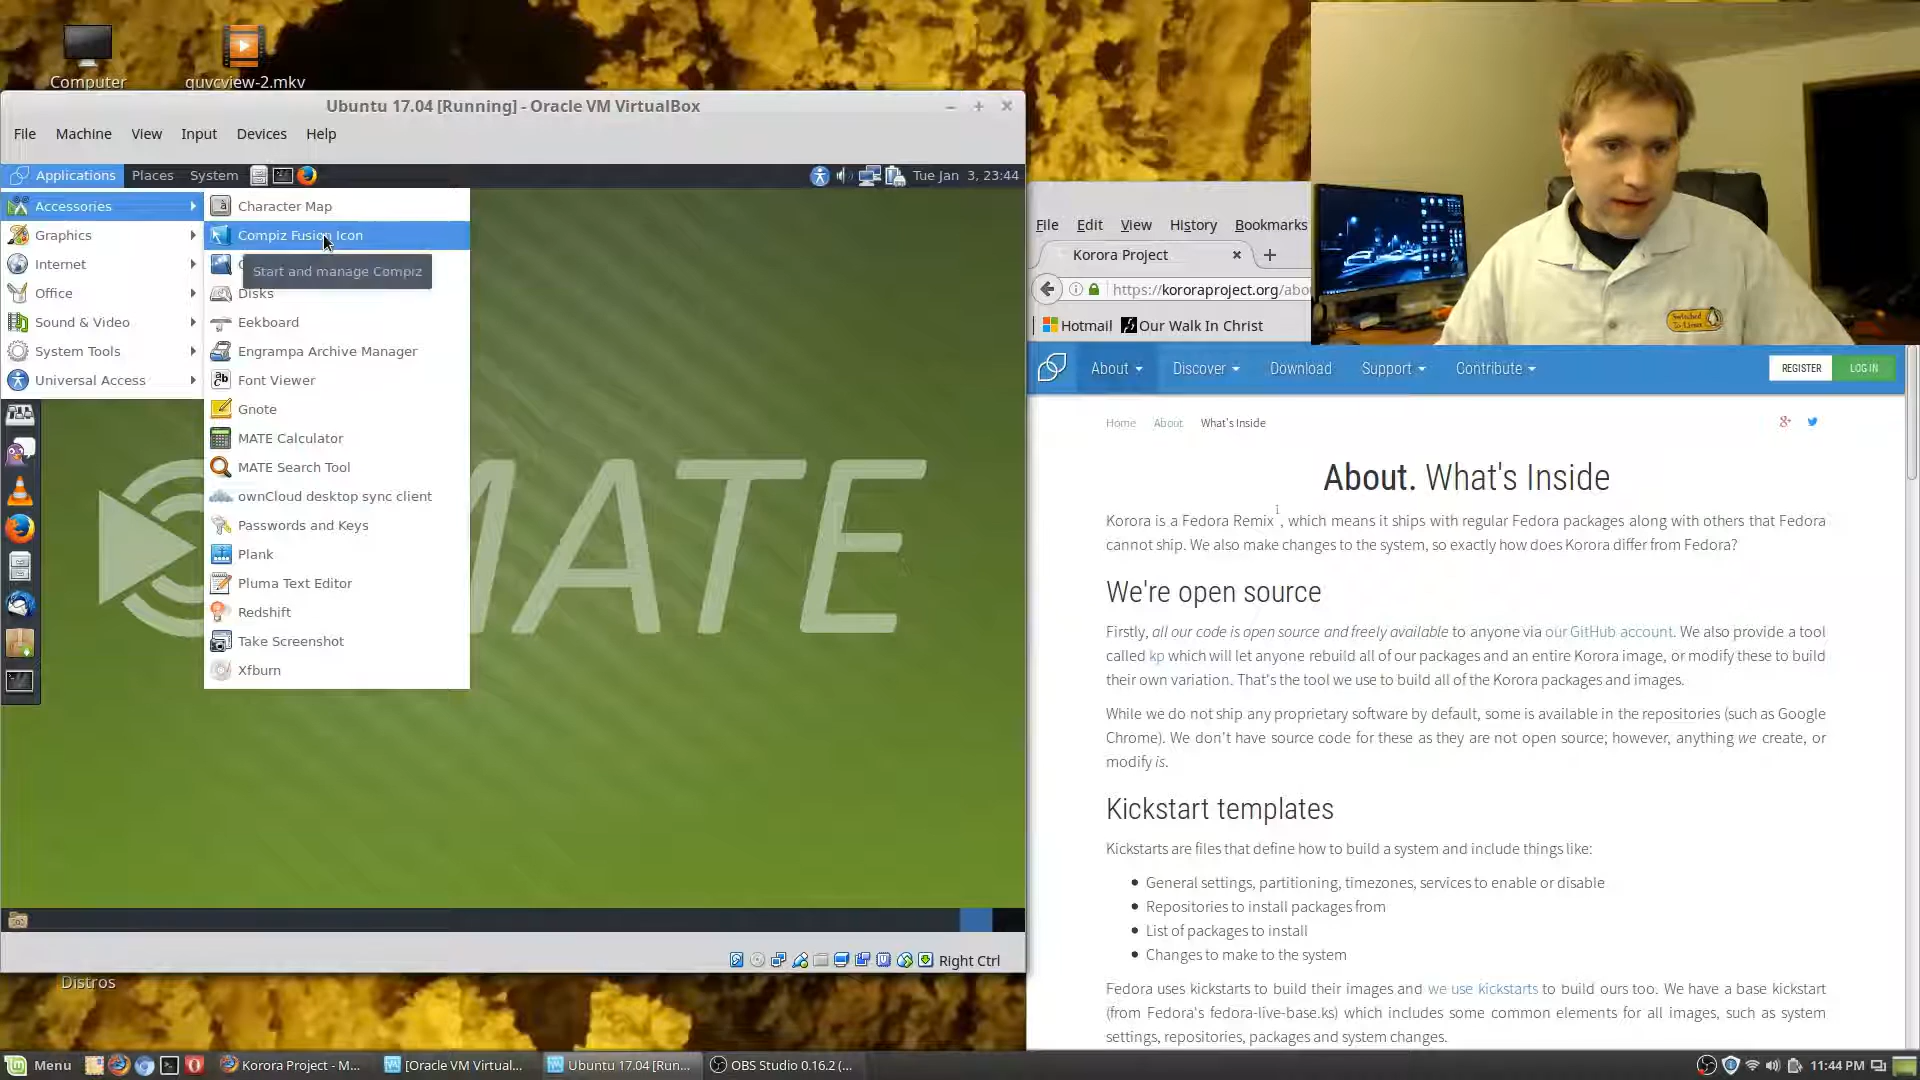 Computer
guvcview-2.mkv
Ubuntu 17.04 [Running] - Oracle VM VirtualBox
File Machine View Input Devices Help
Applications Places System
Tue Jan 3, 23:44
Accessories
Graphics
Internet
Office
Sound & Video
System Tools
Universal Access
Character Map
Compiz Fusion Icon
Start and manage Compiz
Disks
Eekboard
Engrampa Archive Manager
Font Viewer
Gnote
MATE Calculator
MATE Search Tool
ownCloud desktop sync client
Passwords and Keys
Plank
Pluma Text Editor
Redshift
Take Screenshot
Xfburn
MATE
Right Ctrl
Distros
File Edit View History Bookmarks
Korora Project
https://kororaproject.org/abou
Hotmail Our Walk In Christ
Switched
To Linux
About Discover Download Support Contribute
REGISTER LOG IN
Home About What's Inside
About. What's Inside
Korora is a Fedora Remix1, which means it ships with regular Fedora packages along with others that Fedora
cannot ship. We also make changes to the system, so exactly how does Korora differ from Fedora?
We're open source
Firstly, all our code is open source and freely available to anyone via our GitHub account. We also provide a tool
called kp which will let anyone rebuild all of our packages and an entire Korora image, or modify these to build
their own variation. That's the tool we use to build all of the Korora packages and images.
While we do not ship any proprietary software by default, some is available in the repositories (such as Google
Chrome). We don't have source code for these as they are not open source; however, anything we create, or
modify is.
Kickstart templates
Kickstarts are files that define how to build a system and include things like:
General settings, partitioning, timezones, services to enable or disable
Repositories to install packages from
List of packages to install
Changes to make to the system
Fedora uses kickstarts to build their images and we use kickstarts to build ours too. We have a base kickstart
(from Fedora's fedora-live-base.ks) which includes some common elements for all images, such as system
settings, repositories, packages and system changes.
Menu
Korora Project - M...
[Oracle VM Virtual...
Ubuntu 17.04 [Run...
OBS Studio 0.16.2 (...
11:44 PM